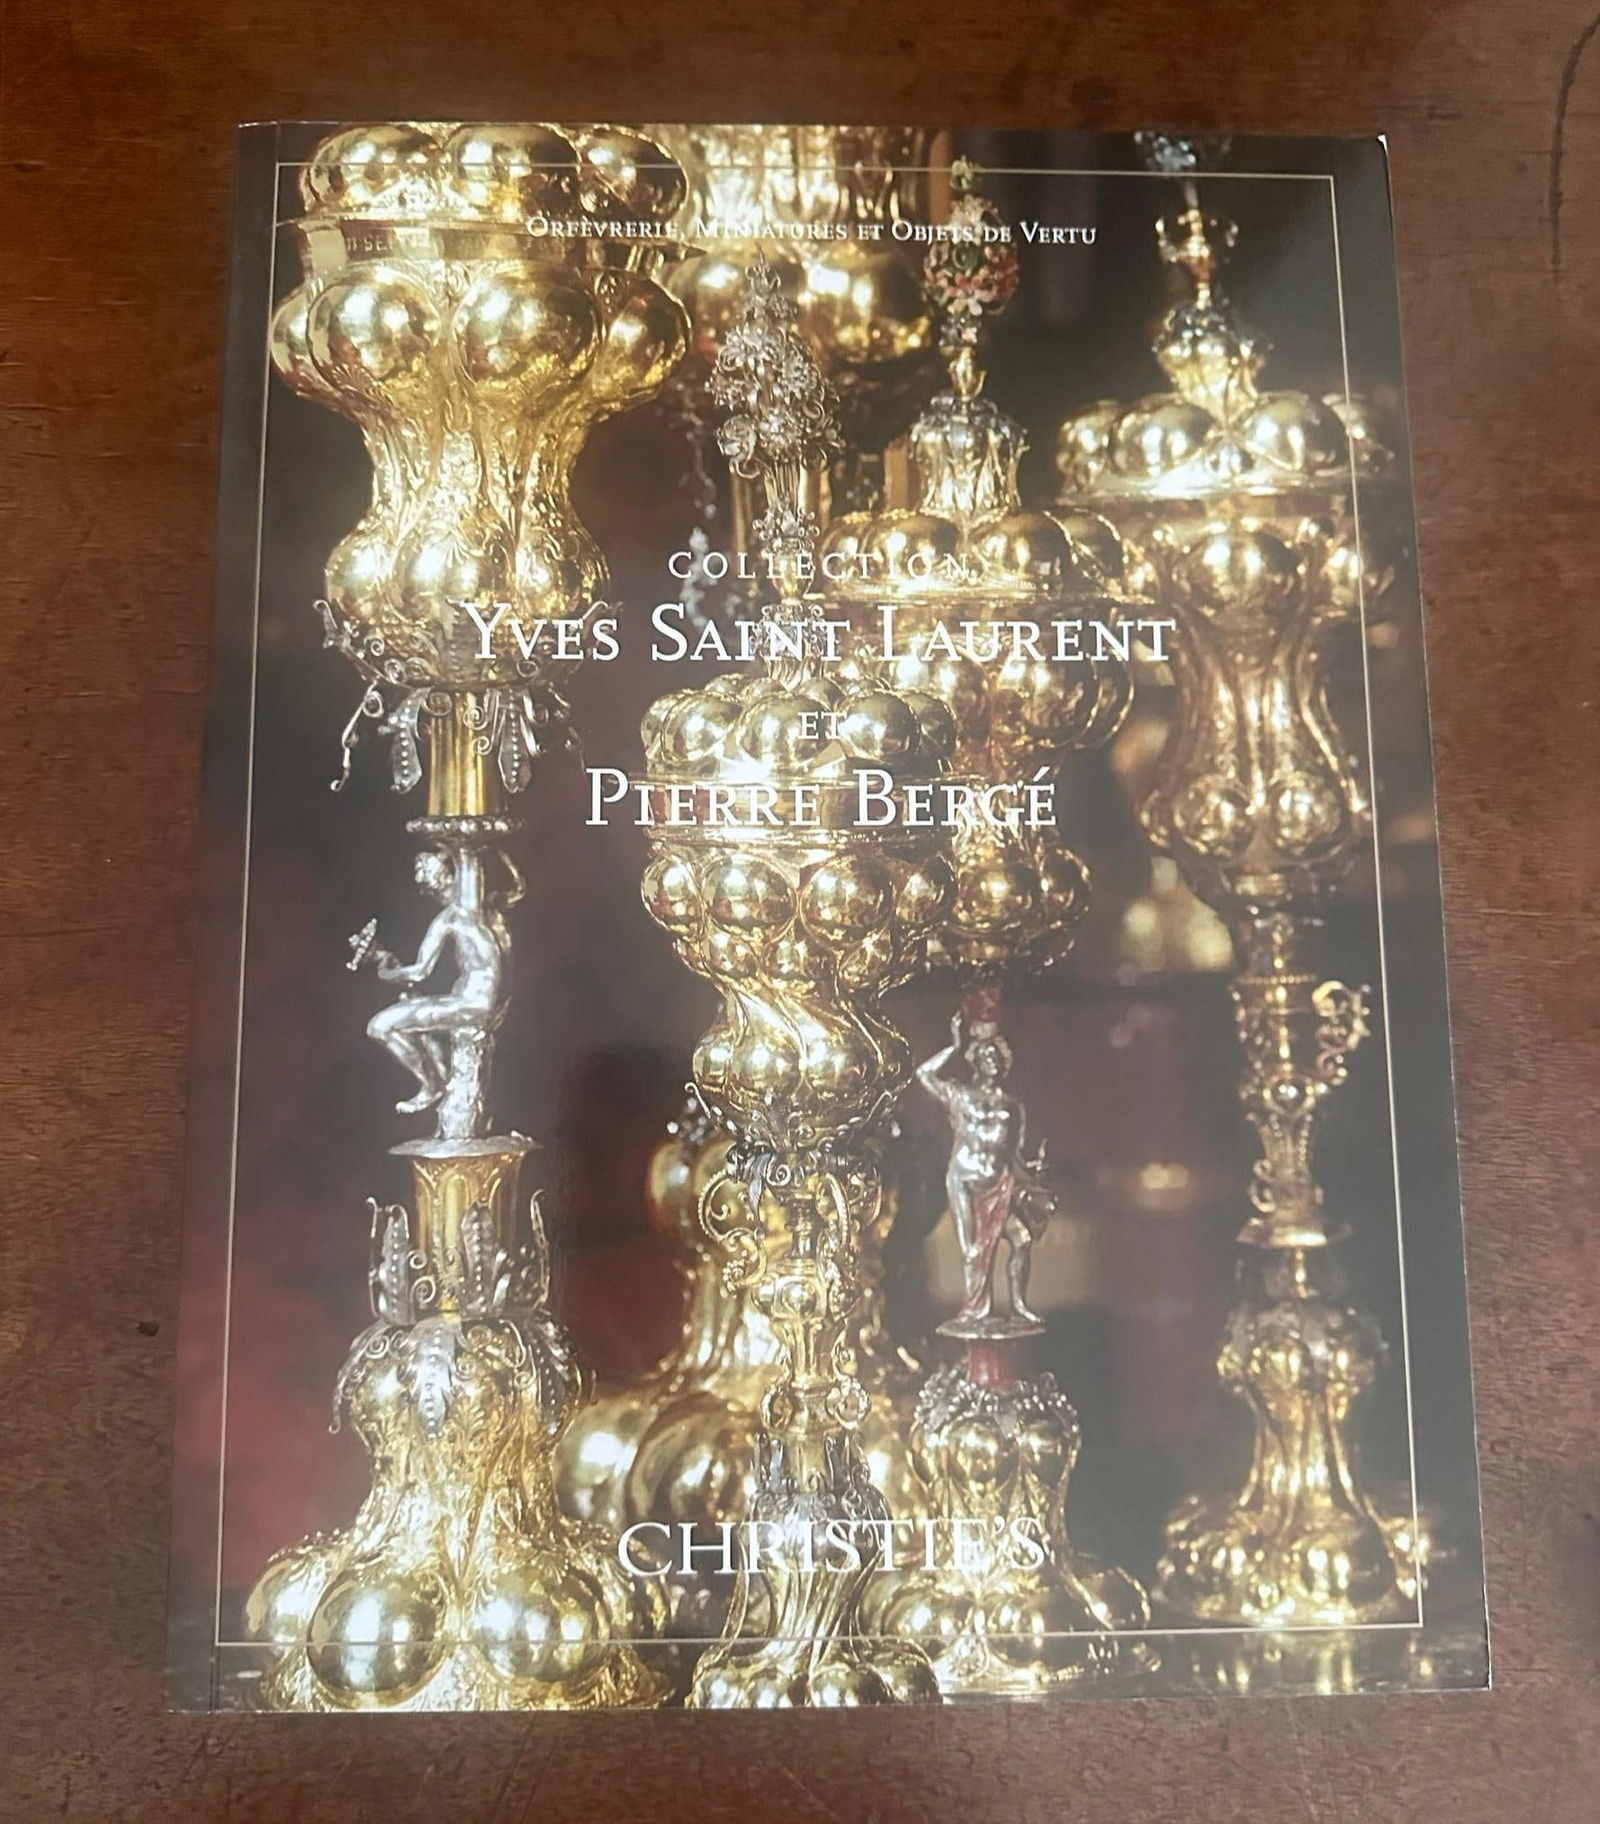 Orfèvrerie, Miniatures et Objets de Vertu
COLLECTION
Yves Saint Laurent
et
Pierre Bergé
CHRISTIE'S